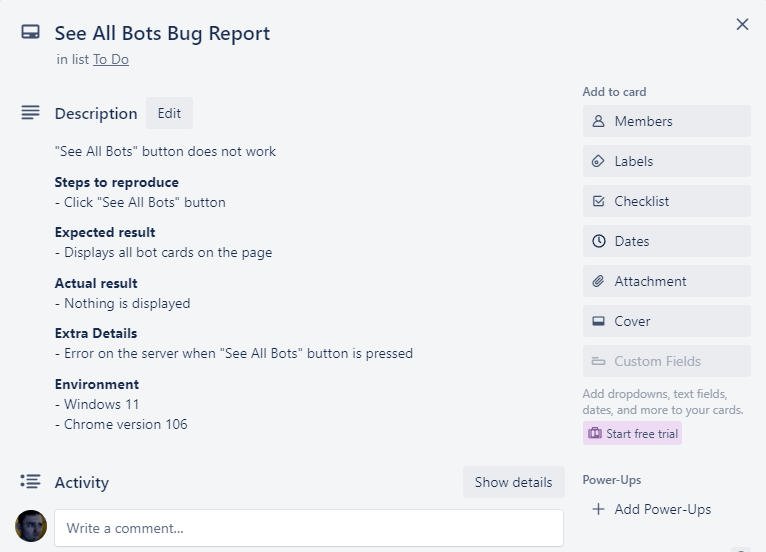 See All Bots Bug Report
in list To Do
Description
Edit
"See All Bots" button does not work
Steps to reproduce
- Click "See All Bots" button
Expected result
- Displays all bot cards on the page
Actual result
- Nothing is displayed
Extra Details
- Error on the server when "See All Bots" button is pressed
Environment
- Windows 11
- Chrome version 106
Activity
Show details
Write a comment...
Add to card
Members
Labels
Checklist
Dates
Attachment
Cover
Custom Fields
Add dropdowns, text fields,
dates, and more to your cards.
Start free trial
Power-Ups
Add Power-Ups